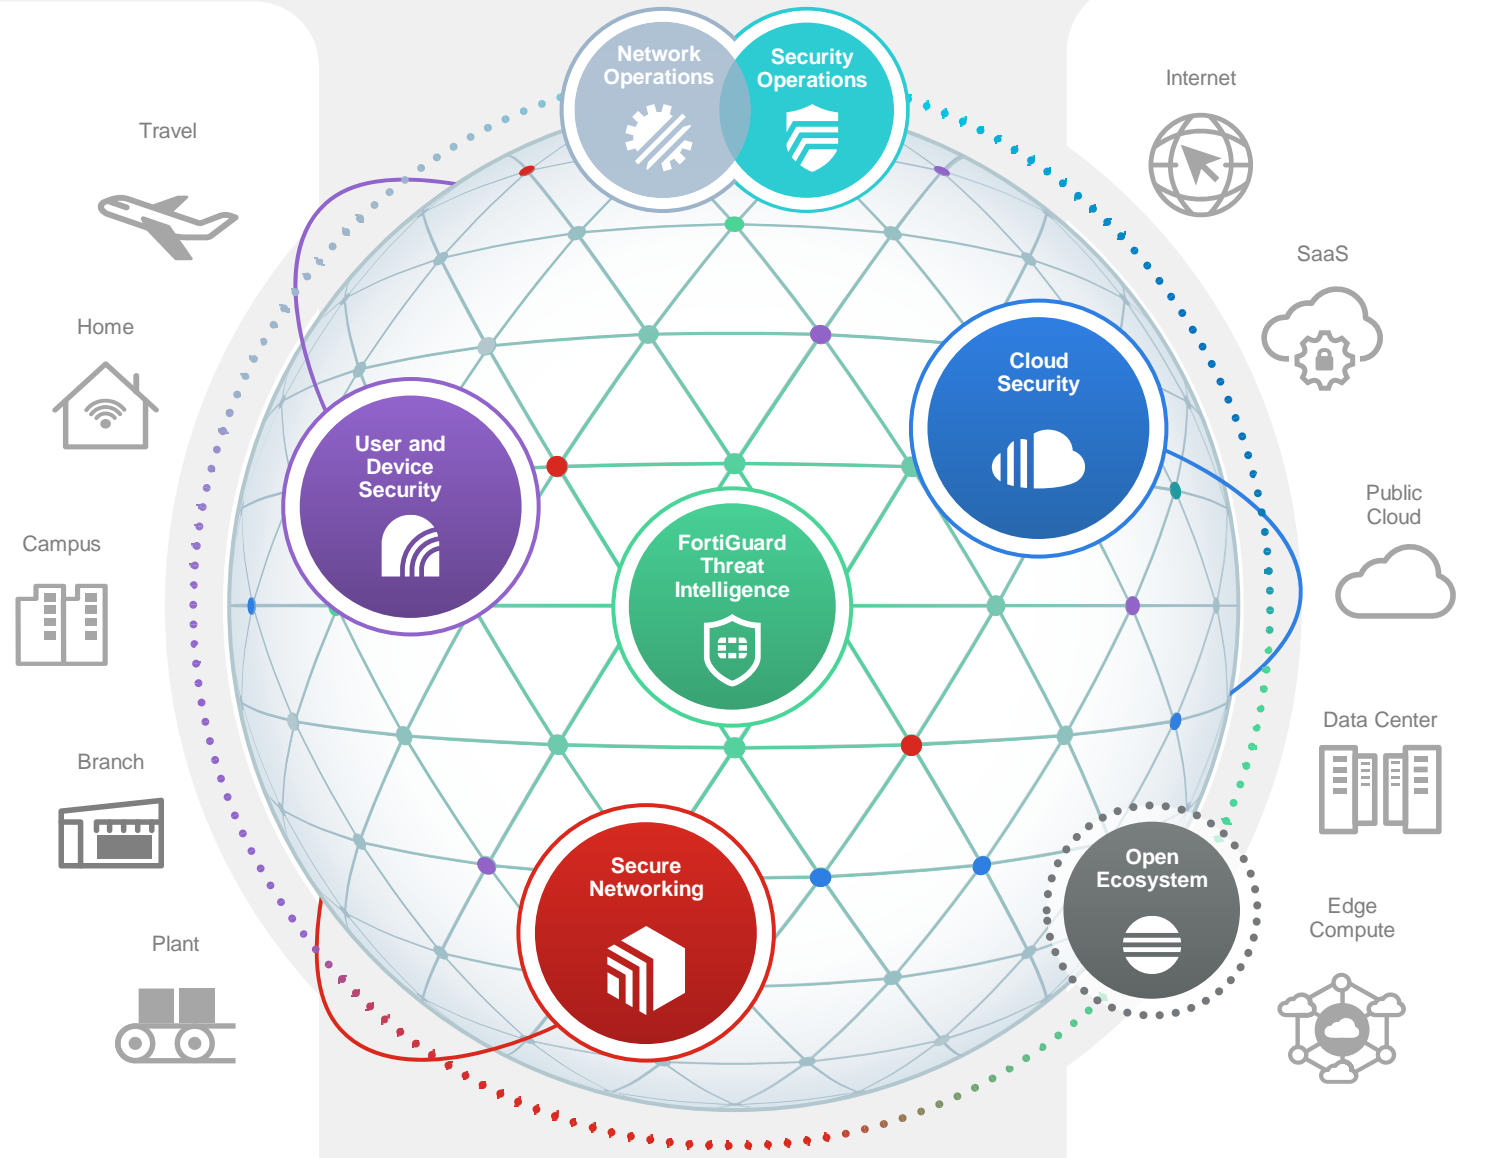 Network
Operations
Security
Operations
Internet
Travel
SaaS
Home
Cloud
Security
User and
Device
Security
Public
Cloud
Campus
FortiGuard
Threat
Intelligence
Data Center
Branch
Secure
Networking
Open
Ecosystem
Edge
Compute
Plant